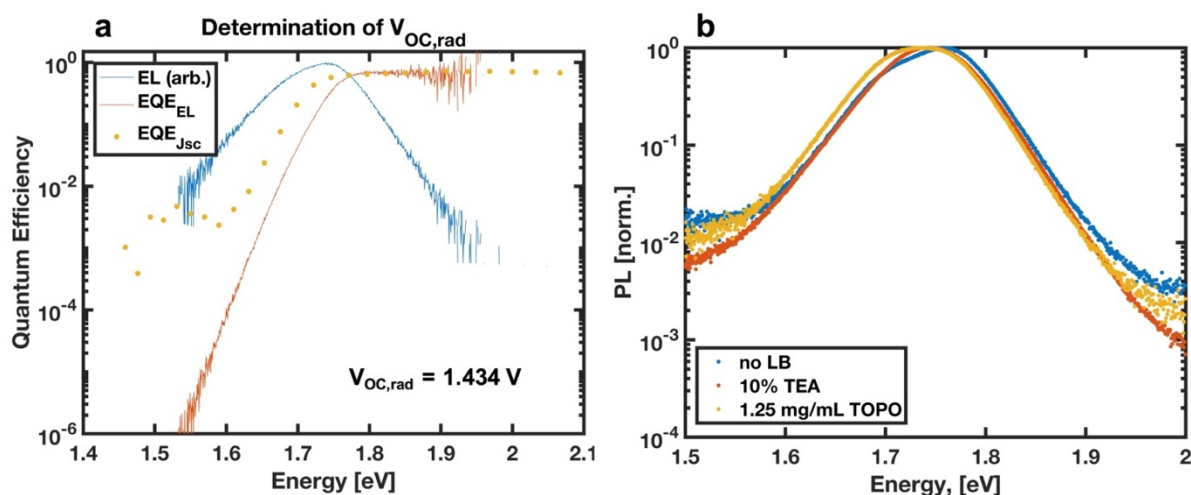 a
Determination of V_OC,rad
EL (arb.)
EQE_EL
EQE_Jsc
Quantum Efficiency
10^0
10^-2
10^-4
10^-6
V_OC,rad = 1.434 V
1.4 1.5 1.6 1.7 1.8 1.9 2 2.1
Energy [eV]
b
PL [norm.]
10^0
10^-1
10^-2
10^-3
10^-4
no LB
10% TEA
1.25 mg/mL TOPO
1.5 1.6 1.7 1.8 1.9 2
Energy, [eV]